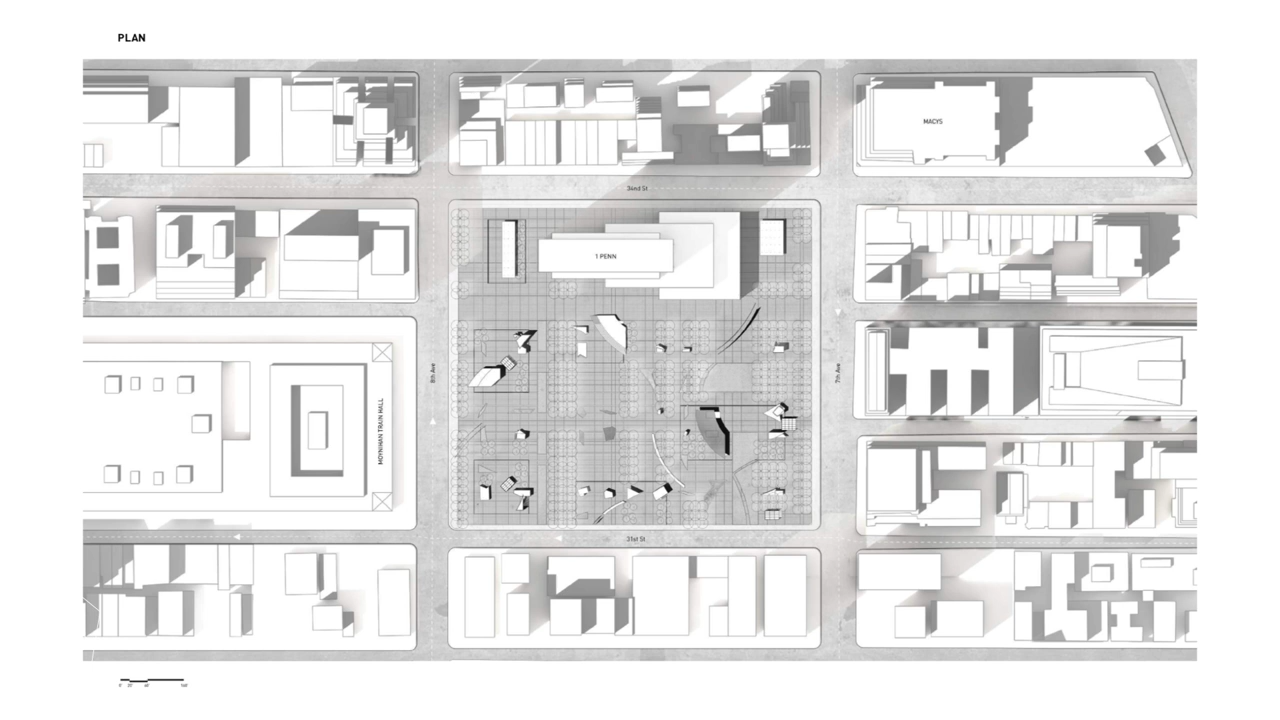 PLAN
MACYS
34nd St
1 PENN
8th Ave
7th Ave
MOYNIHAN TRAIN HALL
31st St